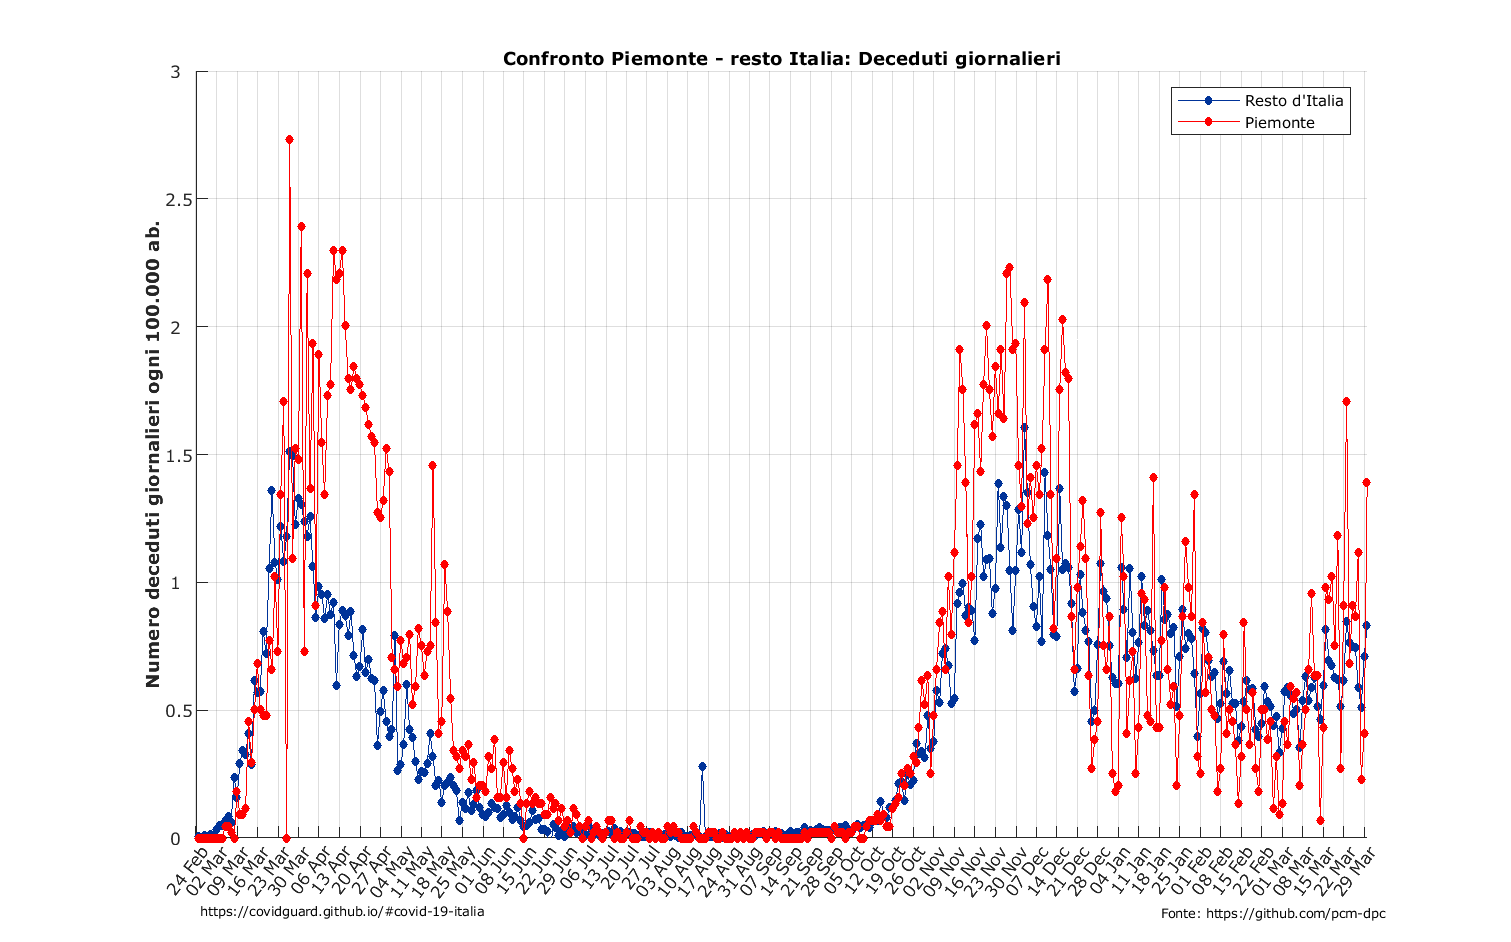 Confronto Piemonte - resto Italia: Deceduti giornalieri
Resto d'Italia
Piemonte
Numero deceduti giornalieri ogni 100.000 ab.
3
2.5
2
1.5
1
0.5
0
24 Feb
02 Mar
09 Mar
16 Mar
23 Mar
30 Mar
06 Apr
13 Apr
20 Apr
27 Apr
04 May
11 May
18 May
25 May
01 Jun
08 Jun
15 Jun
22 Jun
29 Jun
06 Jul
13 Jul
20 Jul
27 Jul
03 Aug
10 Aug
17 Aug
24 Aug
31 Aug
07 Sep
14 Sep
21 Sep
28 Sep
05 Oct
12 Oct
19 Oct
26 Oct
02 Nov
09 Nov
16 Nov
23 Nov
30 Nov
07 Dec
14 Dec
21 Dec
28 Dec
04 Jan
11 Jan
18 Jan
25 Jan
01 Feb
08 Feb
15 Feb
22 Feb
01 Mar
08 Mar
15 Mar
22 Mar
29 Mar
https://covidguard.github.io/#covid-19-italia
Fonte: https://github.com/pcm-dpc